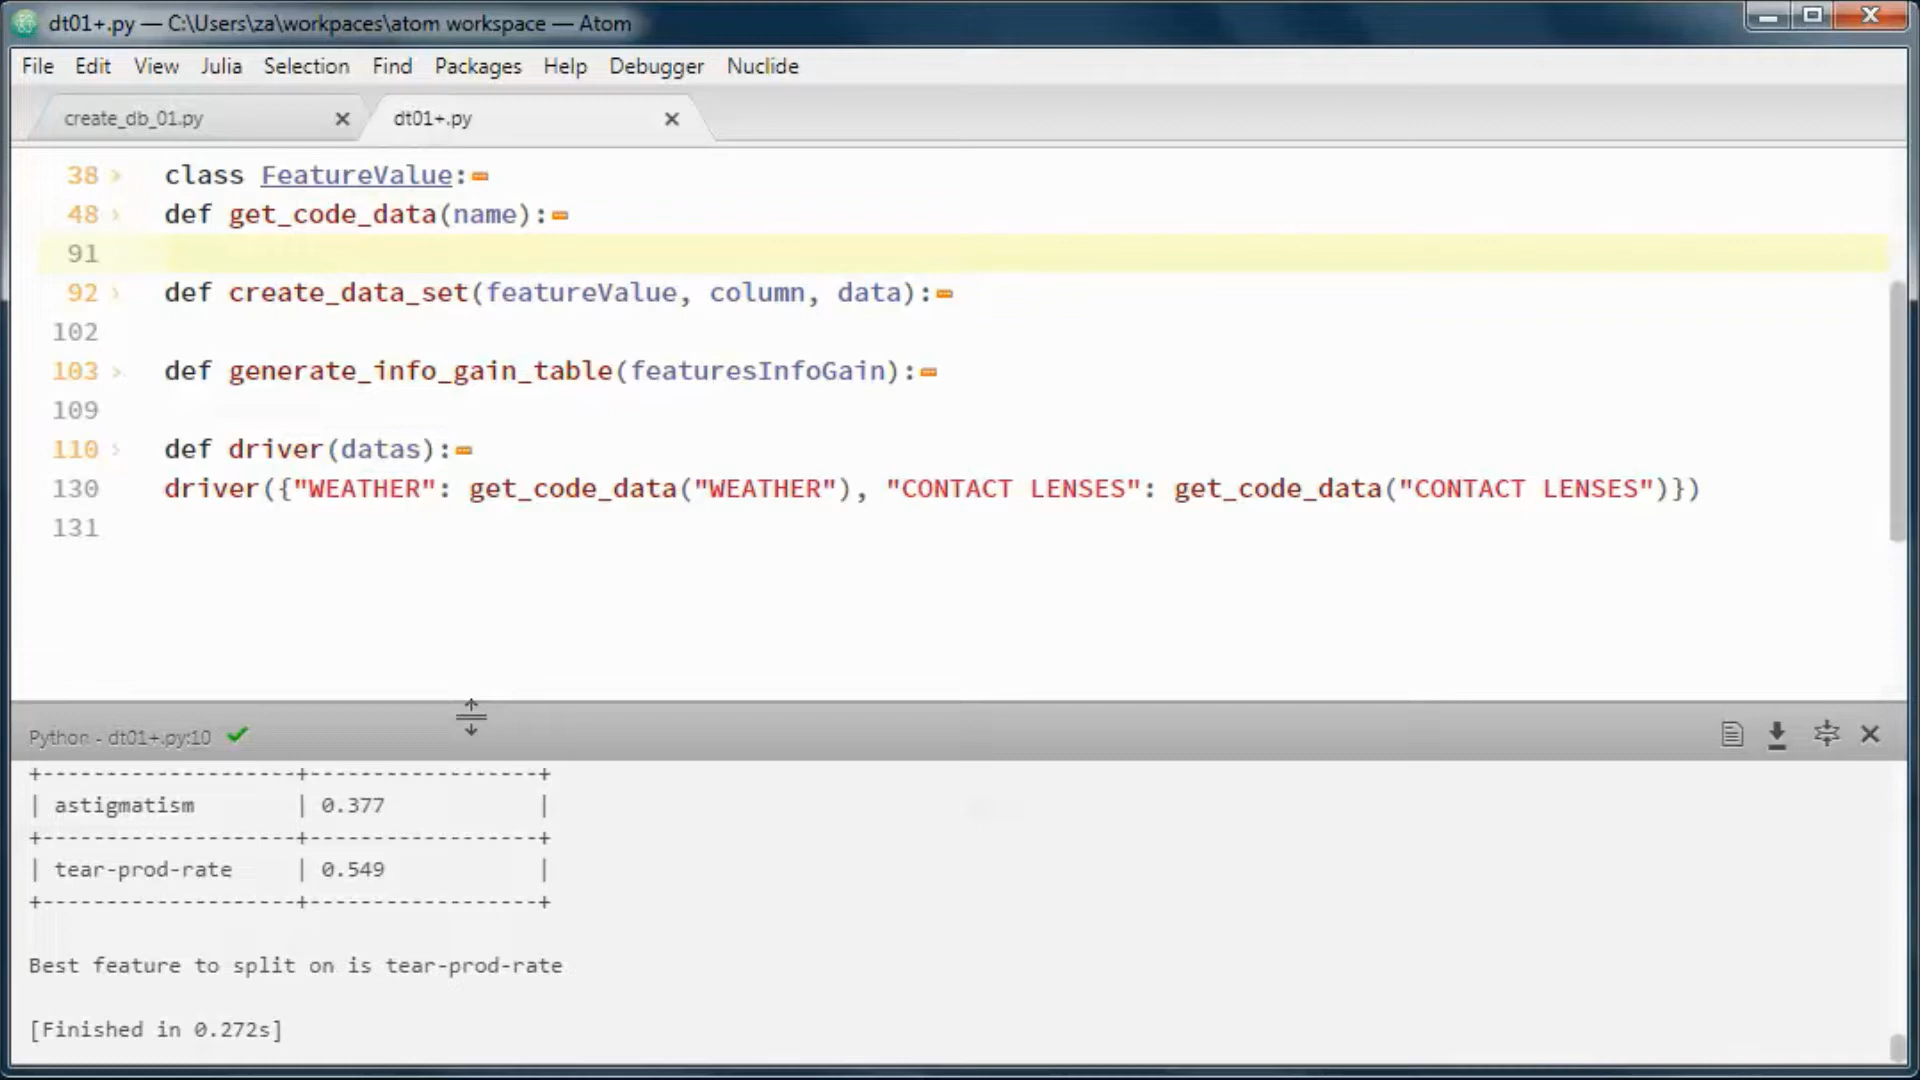 dt01+.py — C:\Users\za\workpaces\atom workspace — Atom
File Edit View Julia Selection Find Packages Help Debugger Nuclide
create_db_01.py dt01+.py
38 class FeatureValue:
48 def get_code_data(name):
91
92 def create_data_set(featureValue, column, data):
102
103 def generate_info_gain_table(featuresInfoGain):
109
110 def driver(datas):
130 driver({"WEATHER": get_code_data("WEATHER"), "CONTACT LENSES": get_code_data("CONTACT LENSES")})
131
Python - dt01+.py:10
+--------------------+------------------+
| astigmatism | 0.377 |
+--------------------+------------------+
| tear-prod-rate | 0.549 |
+--------------------+------------------+
Best feature to split on is tear-prod-rate
[Finished in 0.272s]